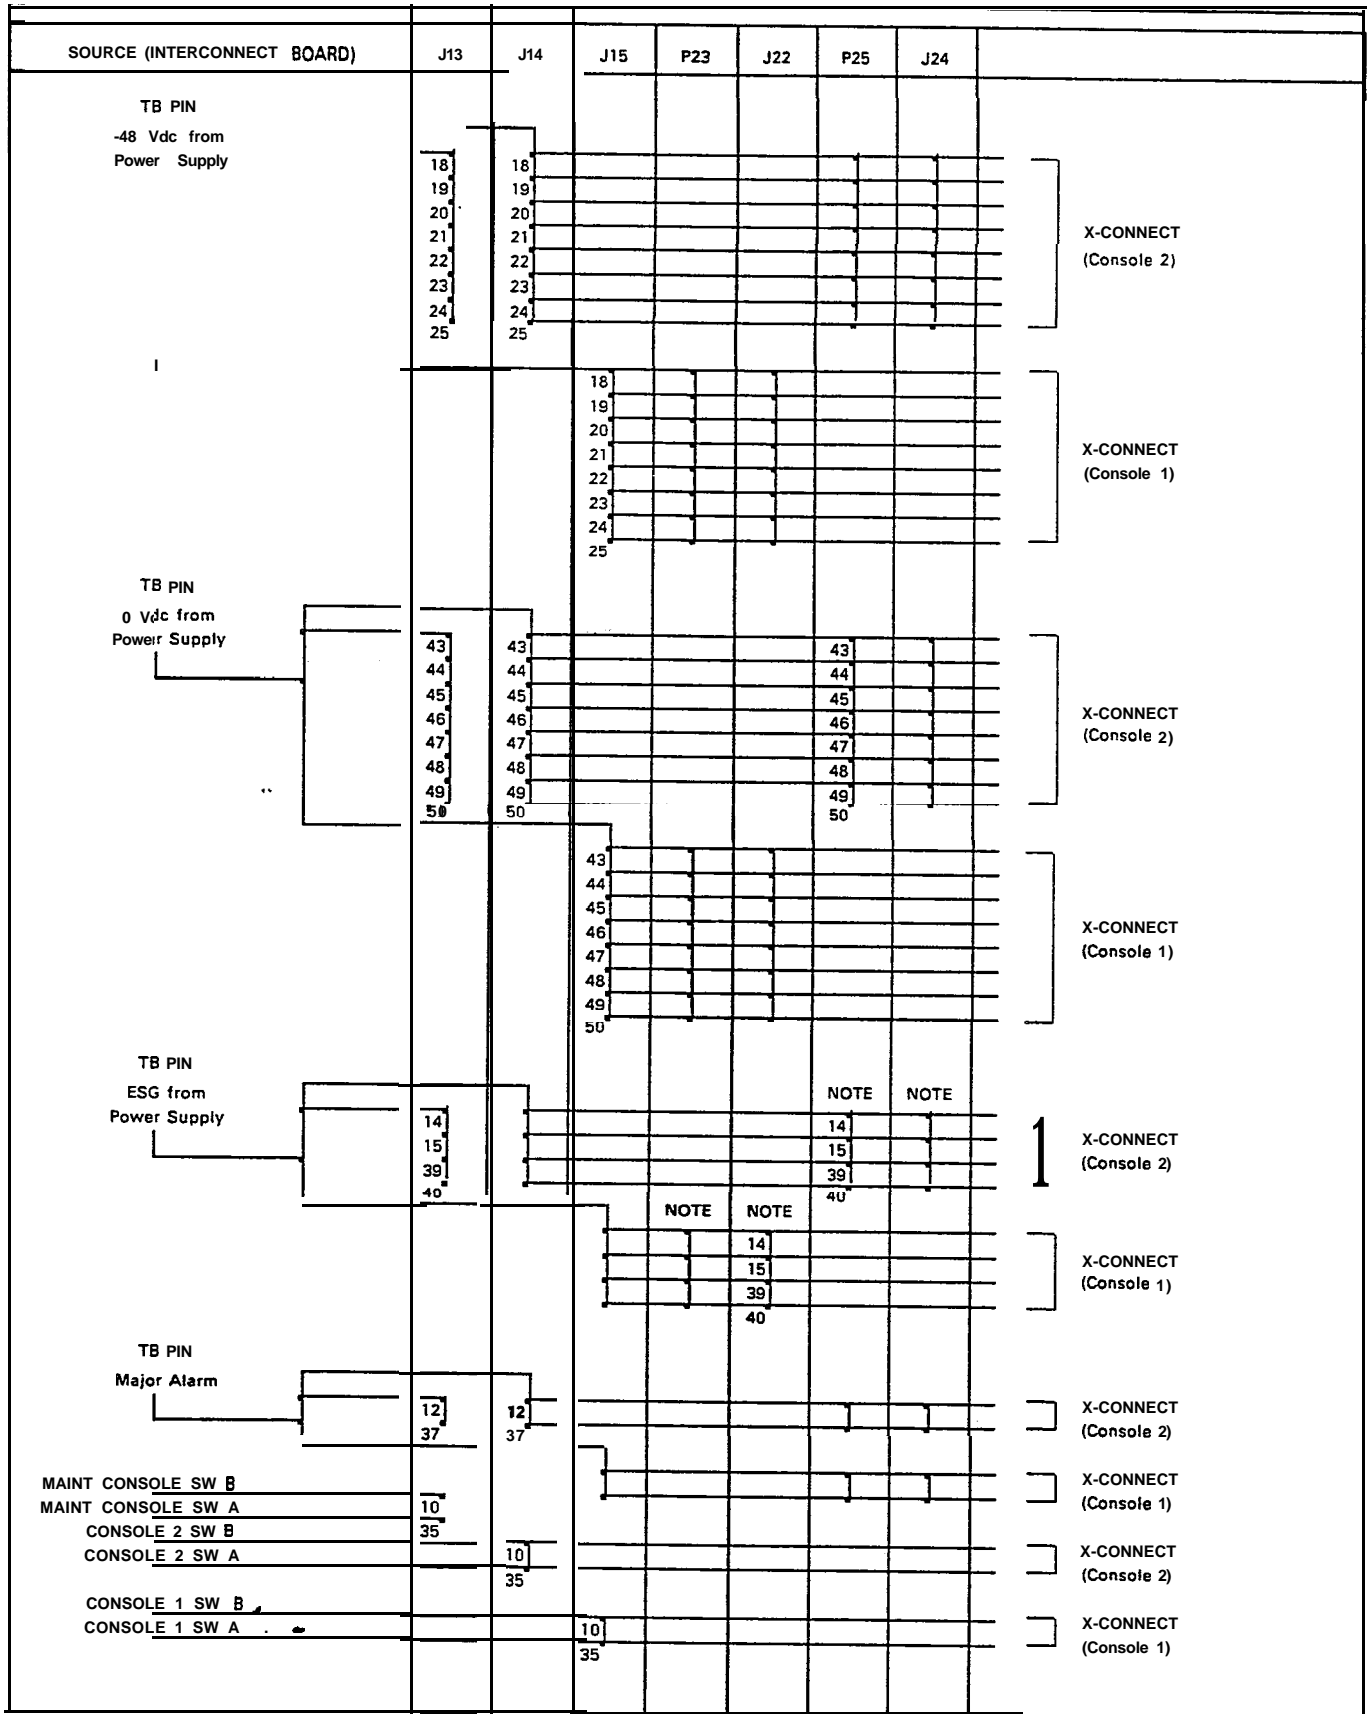 SOURCE (INTERCONNECT BOARD) J13 J14 J15 P23 J22 P25 J24
TB PIN
-48 Vdc from
Power Supply
18 18
19 19
20 20
21 21
22 22
23 23
24 24
25 25
X-CONNECT
(Console 2)
18
19
20
21
22
23
24
25
X-CONNECT
(Console 1)
TB PIN
0 Vdc from
Power Supply
43 43 43
44 44 44
45 45 45
46 46 46
47 47 47
48 48 48
49 49 49
50 50 50
X-CONNECT
(Console 2)
43
44
45
46
47
48
49
50
X-CONNECT
(Console 1)
TB PIN
ESG from
Power Supply
NOTE NOTE
14 14
15 15
39 39
40 40
X-CONNECT
(Console 2)
NOTE NOTE
14
15
39
40
X-CONNECT
(Console 1)
TB PIN
Major Alarm
12 12
37 37
X-CONNECT
(Console 2)
X-CONNECT
(Console 1)
MAINT CONSOLE SW B
MAINT CONSOLE SW A 10
CONSOLE 2 SW B 35
CONSOLE 2 SW A 10
35
X-CONNECT
(Console 2)
CONSOLE 1 SW B
CONSOLE 1 SW A 10
35
X-CONNECT
(Console 1)